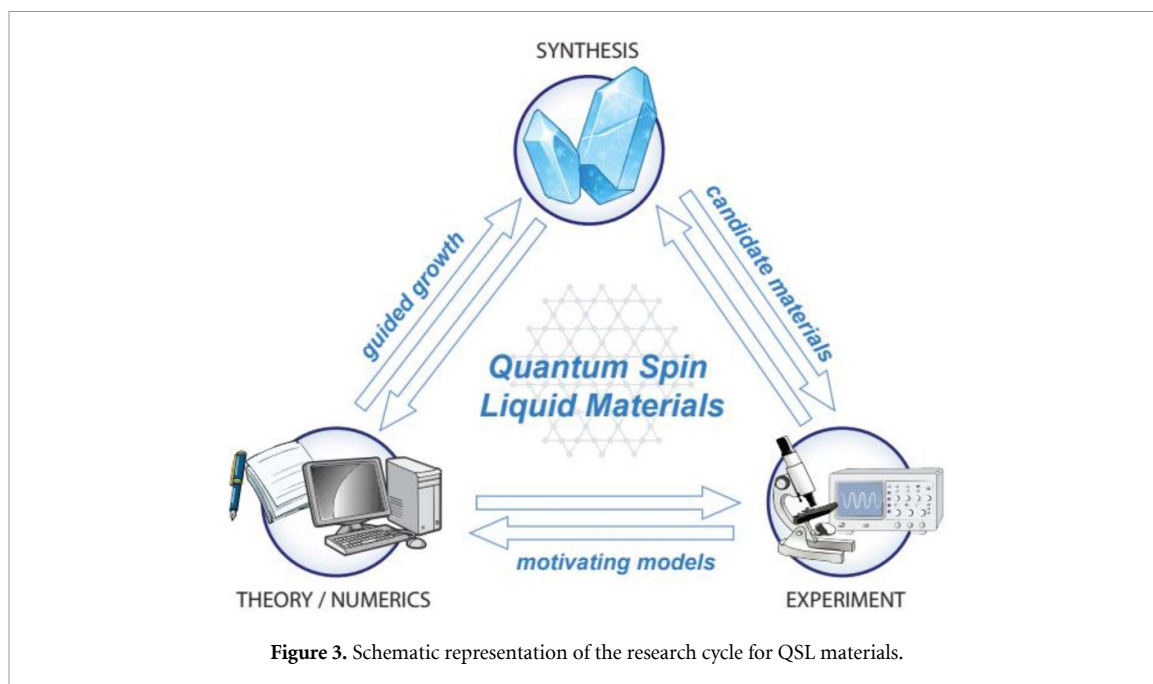 SYNTHESIS
guided growth
candidate materials
Quantum Spin
Liquid Materials
motivating models
THEORY / NUMERICS
EXPERIMENT
Figure 3. Schematic representation of the research cycle for QSL materials.